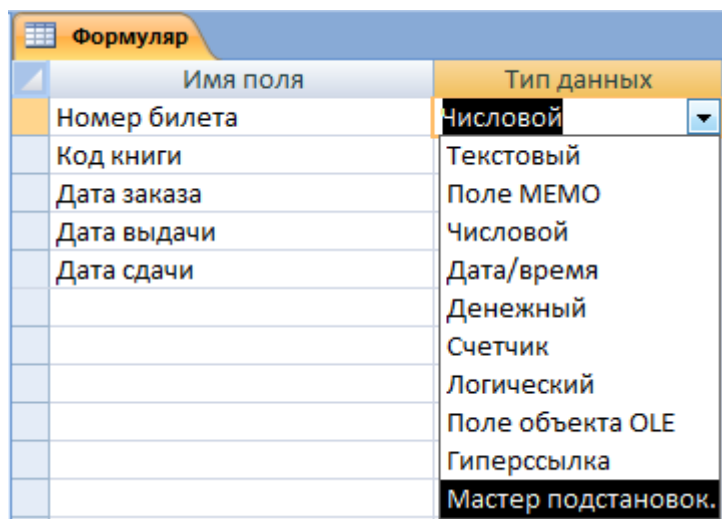 Формуляр
Имя поля Тип данных
Номер билета Числовой
Код книги Текстовый
Дата заказа Поле МЕМО
Дата выдачи Числовой
Дата сдачи Дата/время
Денежный
Счетчик
Логический
Поле объекта OLE
Гиперссылка
Мастер подстановок.